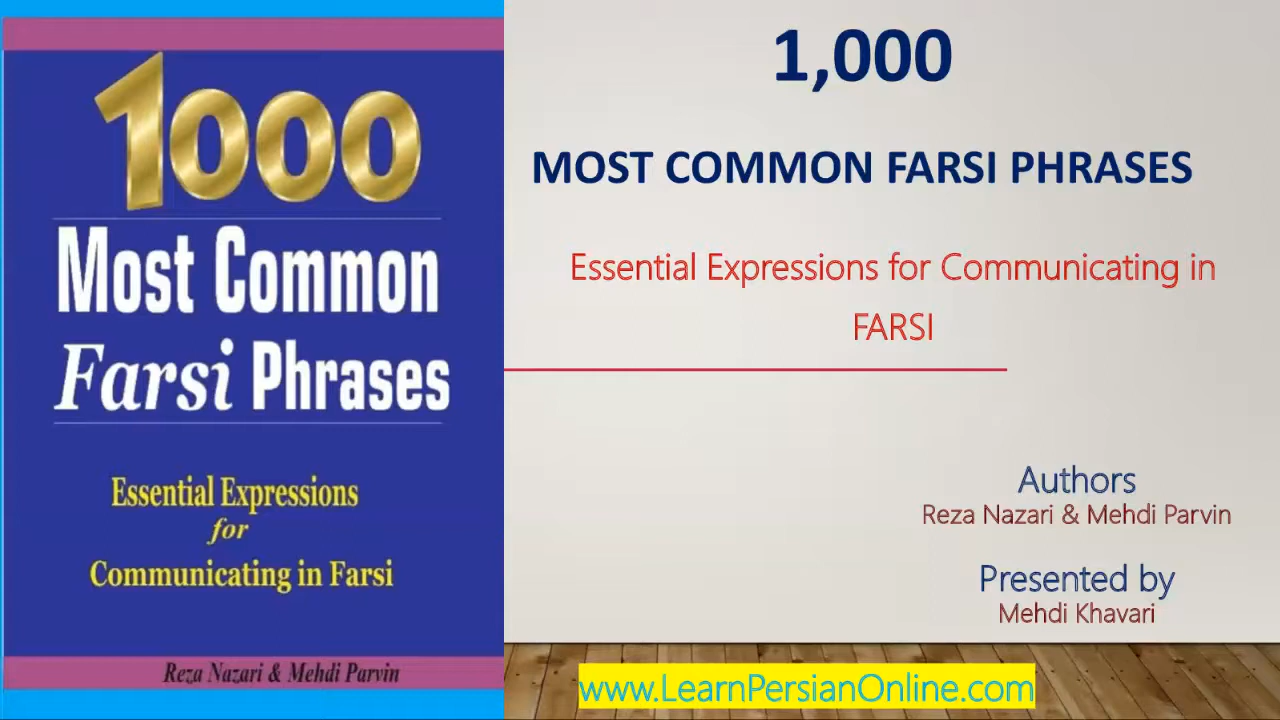 1000
Most Common
Farsi Phrases
Essential Expressions
for
Communicating in Farsi
Reza Nazari & Mehdi Parvin
1,000
MOST COMMON FARSI PHRASES
Essential Expressions for Communicating in
FARSI
Authors
Reza Nazari & Mehdi Parvin
Presented by
Mehdi Khavari
www.LearnPersianOnline.com